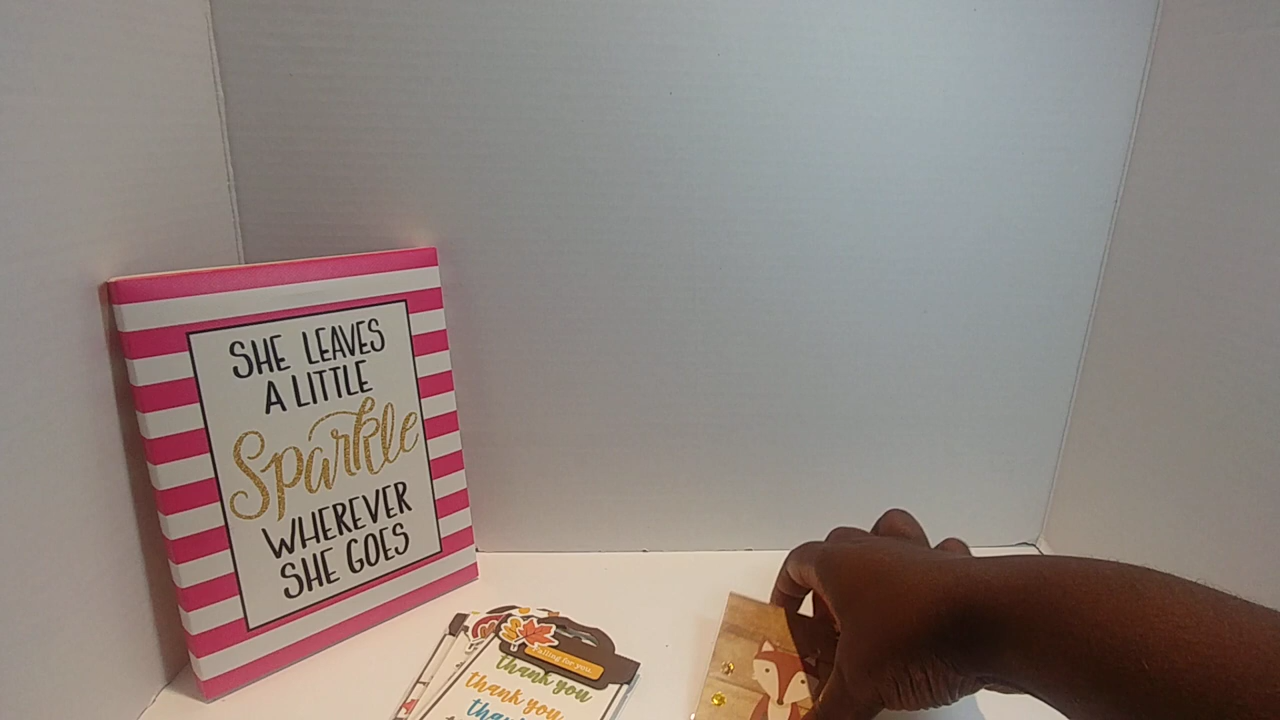 SHE LEAVES
A LITTLE
Sparkle
WHEREVER
SHE GOES
Falling for you...
thank you
thank you